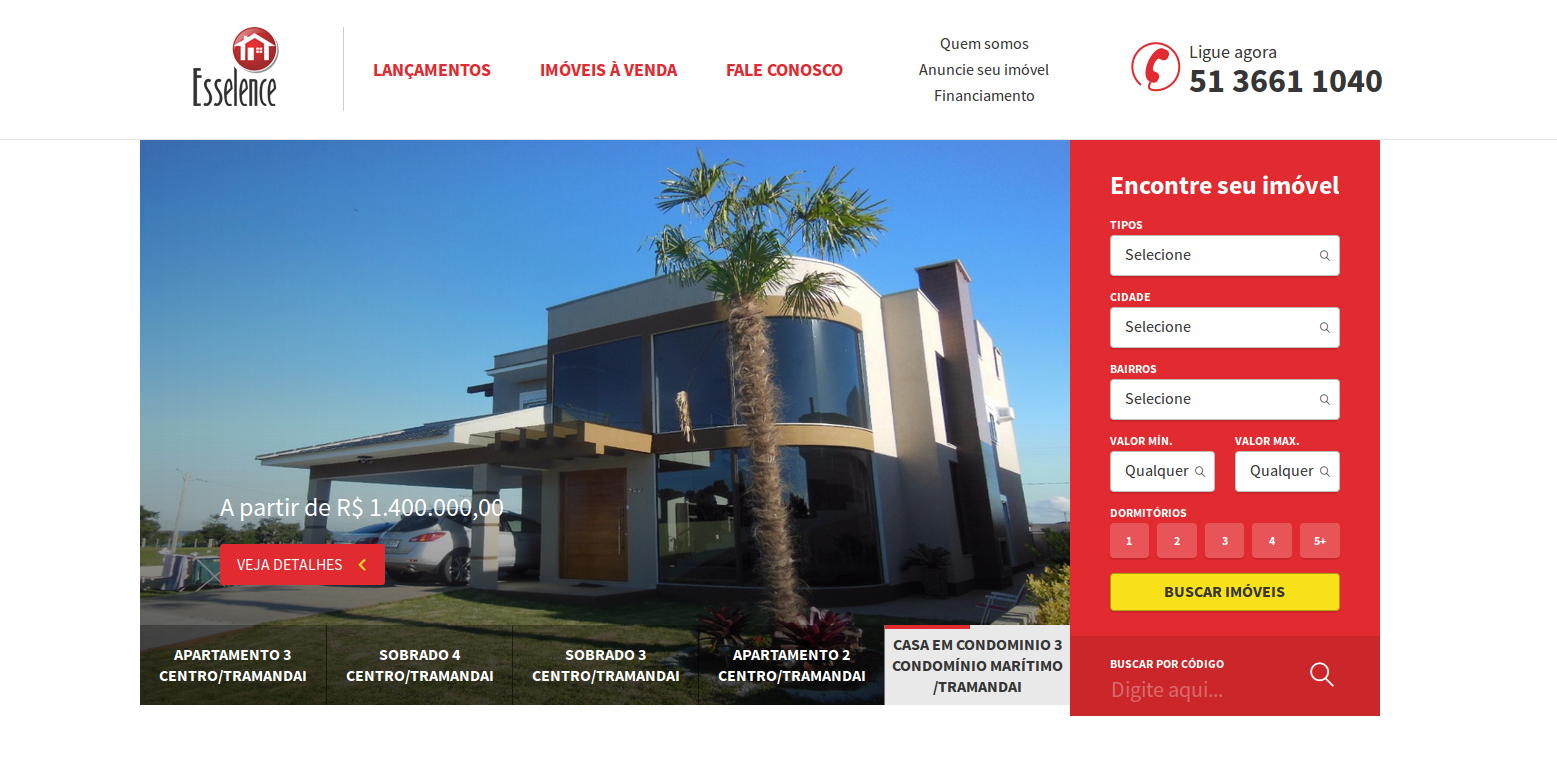 Esselence
LANÇAMENTOS
IMÓVEIS À VENDA
FALE CONOSCO
Quem somos
Anuncie seu imóvel
Financiamento
Ligue agora
51 3661 1040
A partir de R$ 1.400.000,00
VEJA DETALHES
APARTAMENTO 3
CENTRO/TRAMANDAI
SOBRADO 4
CENTRO/TRAMANDAI
SOBRADO 3
CENTRO/TRAMANDAI
APARTAMENTO 2
CENTRO/TRAMANDAI
CASA EM CONDOMINIO 3
CONDOMÍNIO MARÍTIMO
/TRAMANDAI
Encontre seu imóvel
TIPOS
Selecione
CIDADE
Selecione
BAIRROS
Selecione
VALOR MÍN. VALOR MAX.
Qualquer Qualquer
DORMITÓRIOS
1 2 3 4 5+
BUSCAR IMÓVEIS
BUSCAR POR CÓDIGO
Digite aqui...